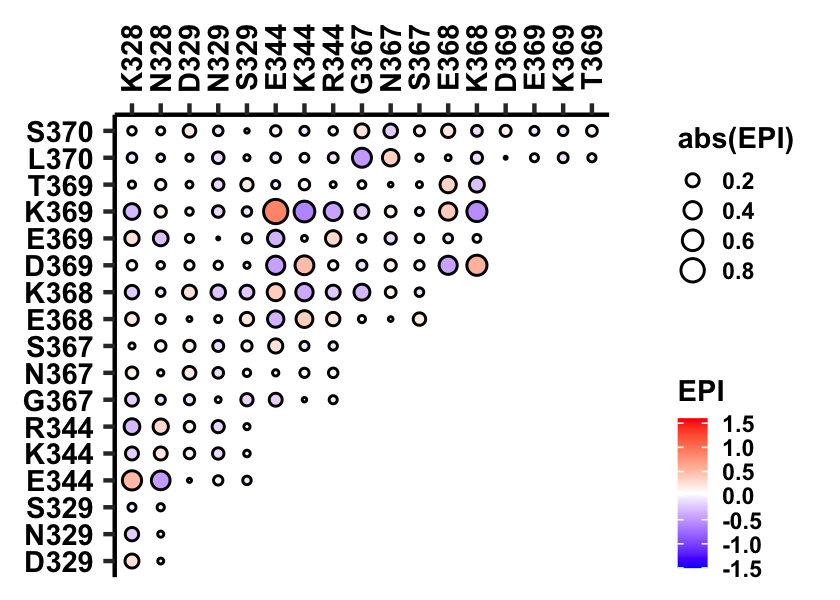 K328 N328 D329 N329 S329 E344 K344 R344 G367 N367 S367 E368 K368 D369 E369 K369 T369
S370
L370
T369
K369
E369
D369
K368
E368
S367
N367
G367
R344
K344
E344
S329
N329
D329
abs(EPI)
0.2
0.4
0.6
0.8
EPI
1.5
1.0
0.5
0.0
-0.5
-1.0
-1.5